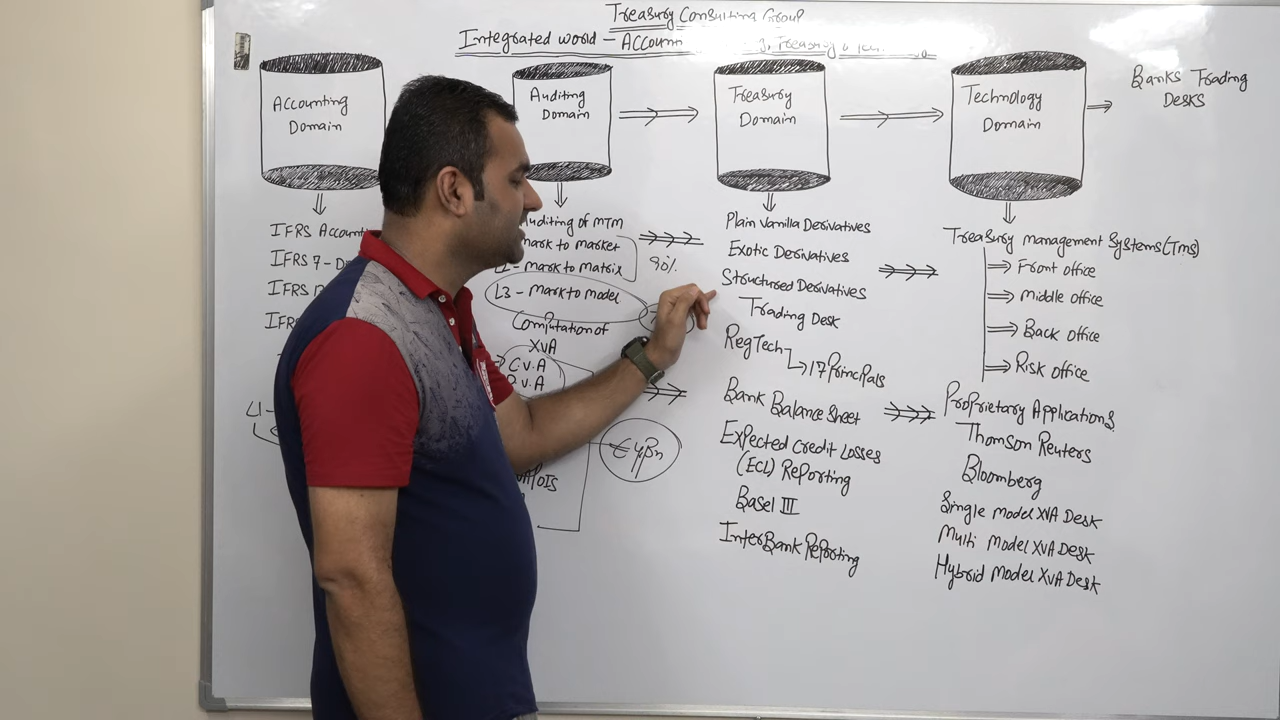 Treasury Consulting Group
Integrated world - Accoun
Treasury &
Accounting
Domain
IFRS Account
IFRS 7 - D
IFRS
IFR
L1 -
Auditing
Domain
Auditing of MTM
mark to market
mark to matrix
90%
L3 - mark to model
Computation of
XVA
C.V.A
Treasury
Domain
Plain Vanilla Derivatives
Exotic Derivatives
Structured Derivatives
Trading Desk
RegTech
17 Principals
Bank Balance Sheet
Expected Credit Losses
(ECL) Reporting
Basel III
InterBank Reporting
Technology
Domain
Banks Trading
Desks
Treasury management Systems (Tms)
Front office
Middle office
Back office
Risk office
Proprietary Applications
Thomson Reuters
Bloomberg
Single Model XVA Desk
Multi Model XVA Desk
Hybrid Model XVA Desk